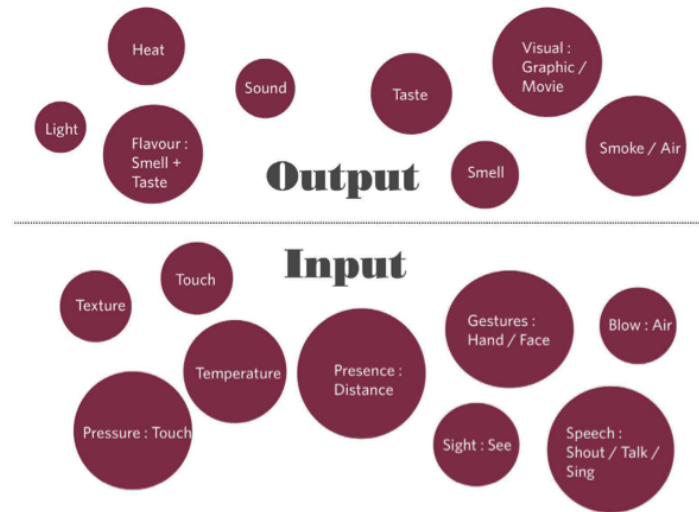 Heat
Visual :
Graphic /
Movie
Sound
Taste
Light
Flavour :
Smell +
Taste
Smoke / Air
Smell
Output
Input
Touch
Texture
Gestures :
Hand / Face
Blow : Air
Temperature
Presence :
Distance
Pressure : Touch
Sight : See
Speech :
Shout / Talk /
Sing